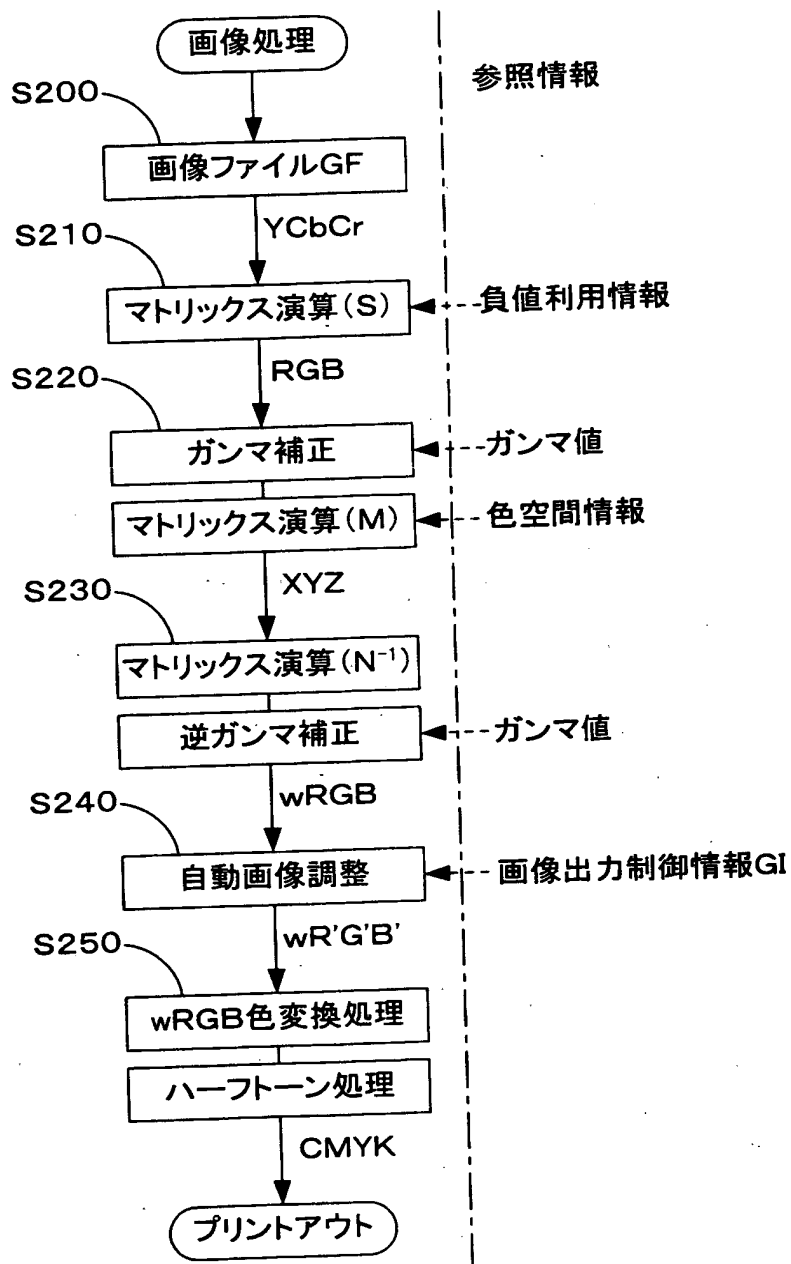 画像処理
参照情報
S200
画像ファイルGF
YCbCr
S210
マトリックス演算(S)
負値利用情報
RGB
S220
ガンマ補正
ガンマ値
マトリックス演算(M)
色空間情報
XYZ
S230
マトリックス演算(N⁻¹)
逆ガンマ補正
ガンマ値
wRGB
S240
自動画像調整
画像出力制御情報GI
wR'G'B'
S250
wRGB色変換処理
ハーフトーン処理
CMYK
プリントアウト